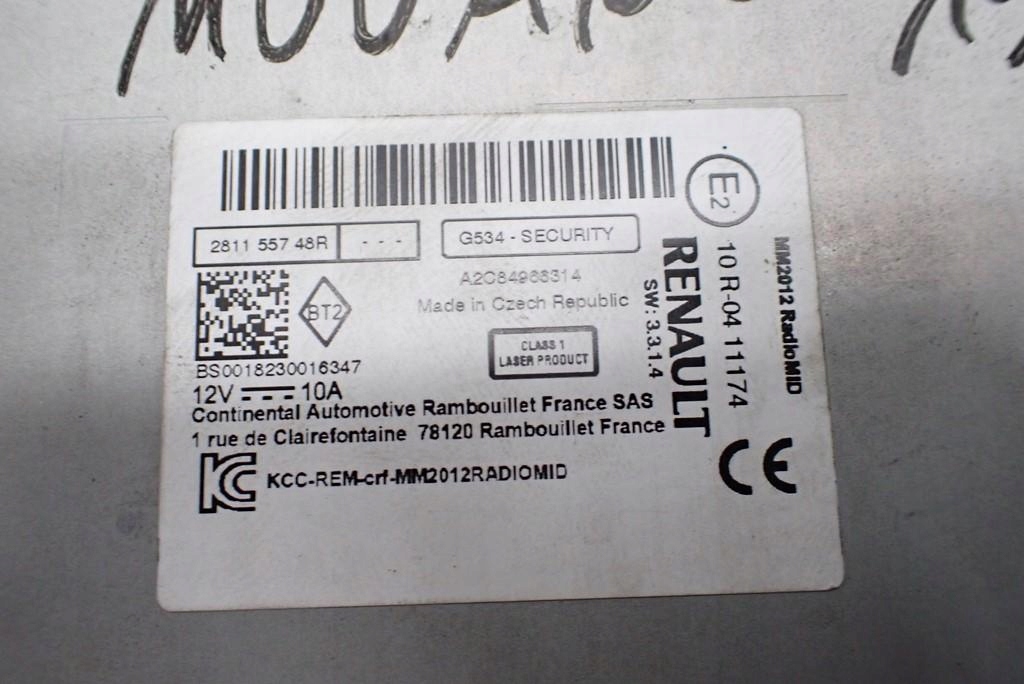 2811 557 48R
- - -
G534 - SECURITY
E2
A2C84968314
Made in Czech Republic
BT2
CLASS 1
LASER PRODUCT
BS0018230016347
12V 10A
Continental Automotive Rambouillet France SAS
1 rue de Clairefontaine 78120 Rambouillet France
KC KCC-REM-crf-MM2012RADIOMID
SW: 3.3.1.4
RENAULT
10 R-04 11174
MM2012 RadioMID
CE